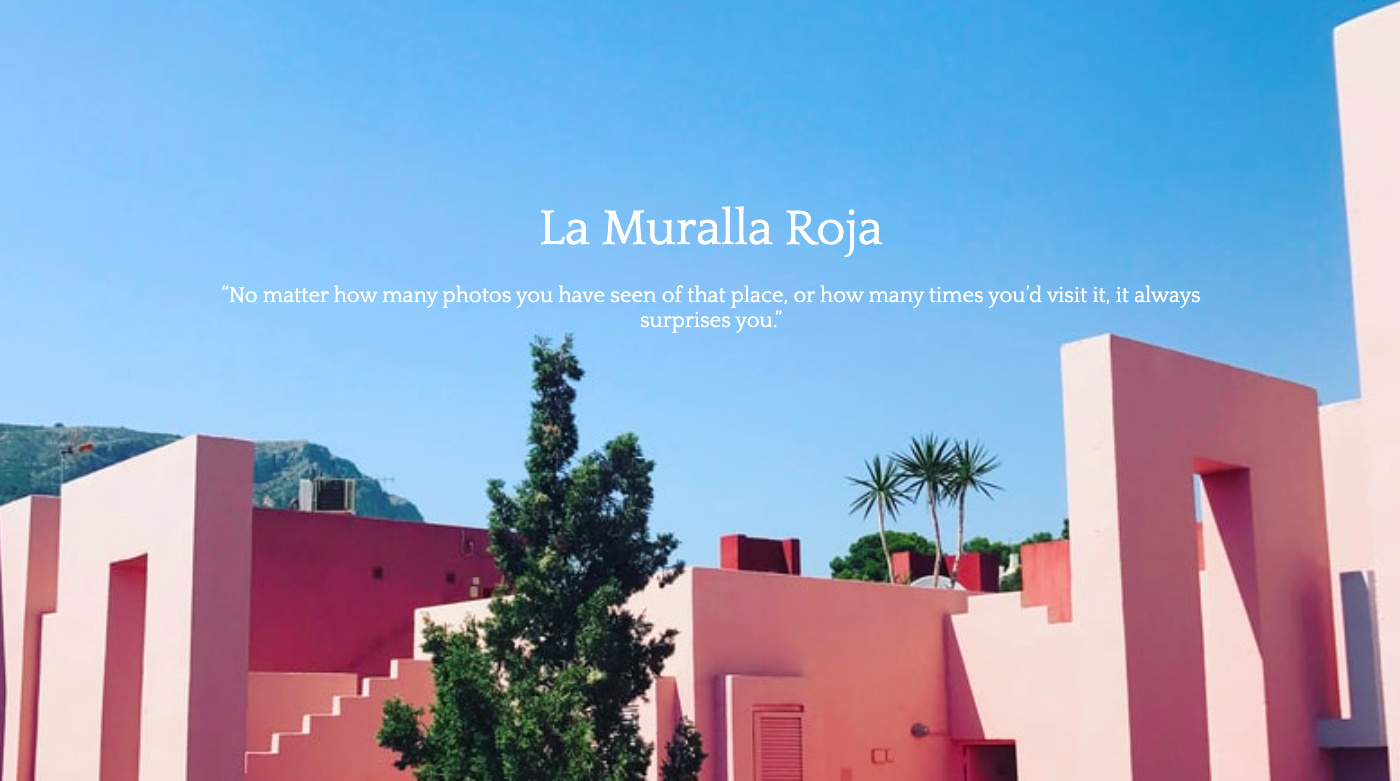 La Muralla Roja
“No matter how many photos you have seen of that place, or how many times you’d visit it, it always
surprises you.”